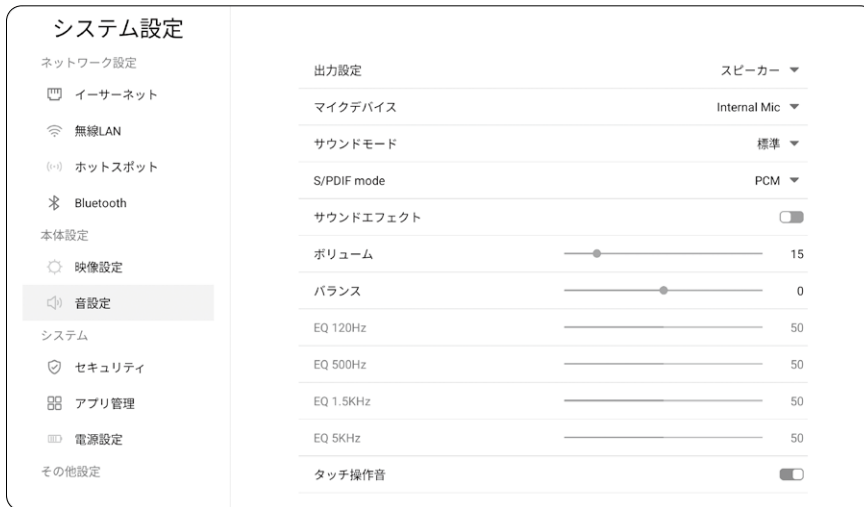 システム設定
ネットワーク設定
イーサーネット
無線LAN
ホットスポット
Bluetooth
本体設定
映像設定
音設定
システム
セキュリティ
アプリ管理
電源設定
その他設定
出力設定 スピーカー
マイクデバイス Internal Mic
サウンドモード 標準
S/PDIF mode PCM
サウンドエフェクト
ボリューム 15
バランス 0
EQ 120Hz 50
EQ 500Hz 50
EQ 1.5KHz 50
EQ 5KHz 50
タッチ操作音